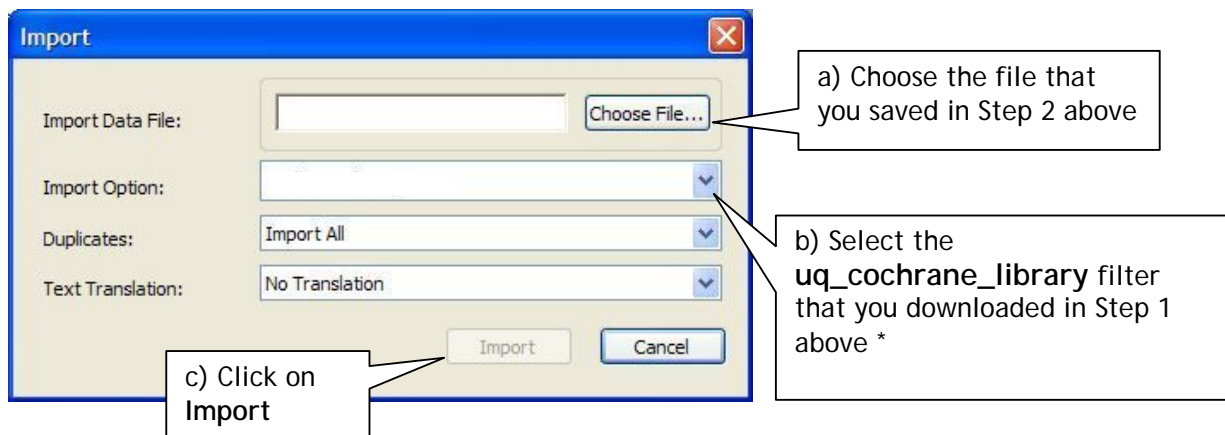 Import
Import Data File:
Choose File...
Import Option:
Duplicates:
Import All
Text Translation:
No Translation
Import
Cancel
a) Choose the file that
you saved in Step 2 above
b) Select the
uq_cochrane_library filter
that you downloaded in Step 1
above *
c) Click on
Import